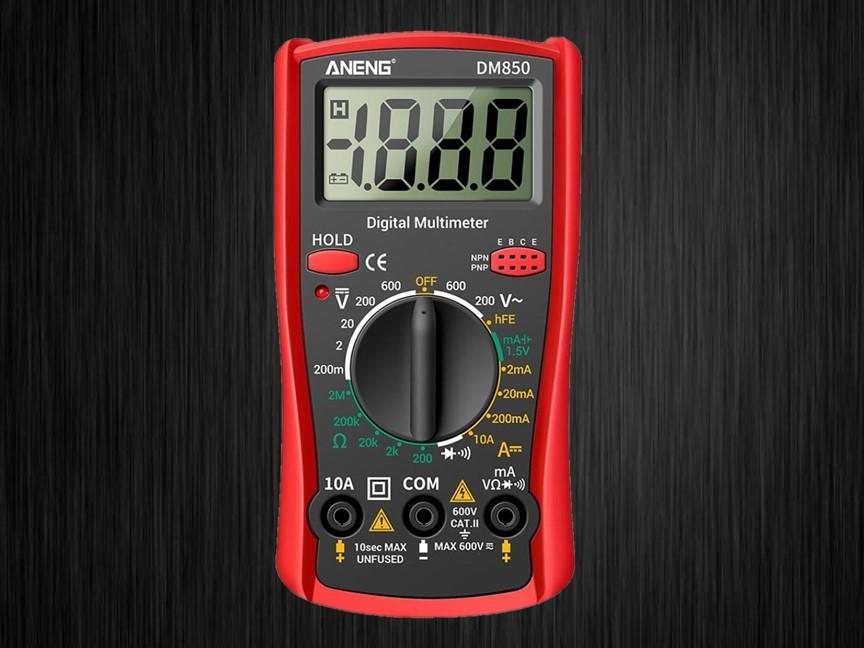 ANENG® DM850
H
-1.8.8.8
Digital Multimeter
HOLD
CE
E B C E
NPN
PNP
V
600 OFF 600
200 200 V~
20 hFE
mA
1.5V
2
200m 2mA
2M 20mA
200k 200mA
Ω 20k 2k 200 10A
A
10A COM mA
VΩ
600V
CAT.II
10sec MAX
UNFUSED
MAX 600V
+ − +